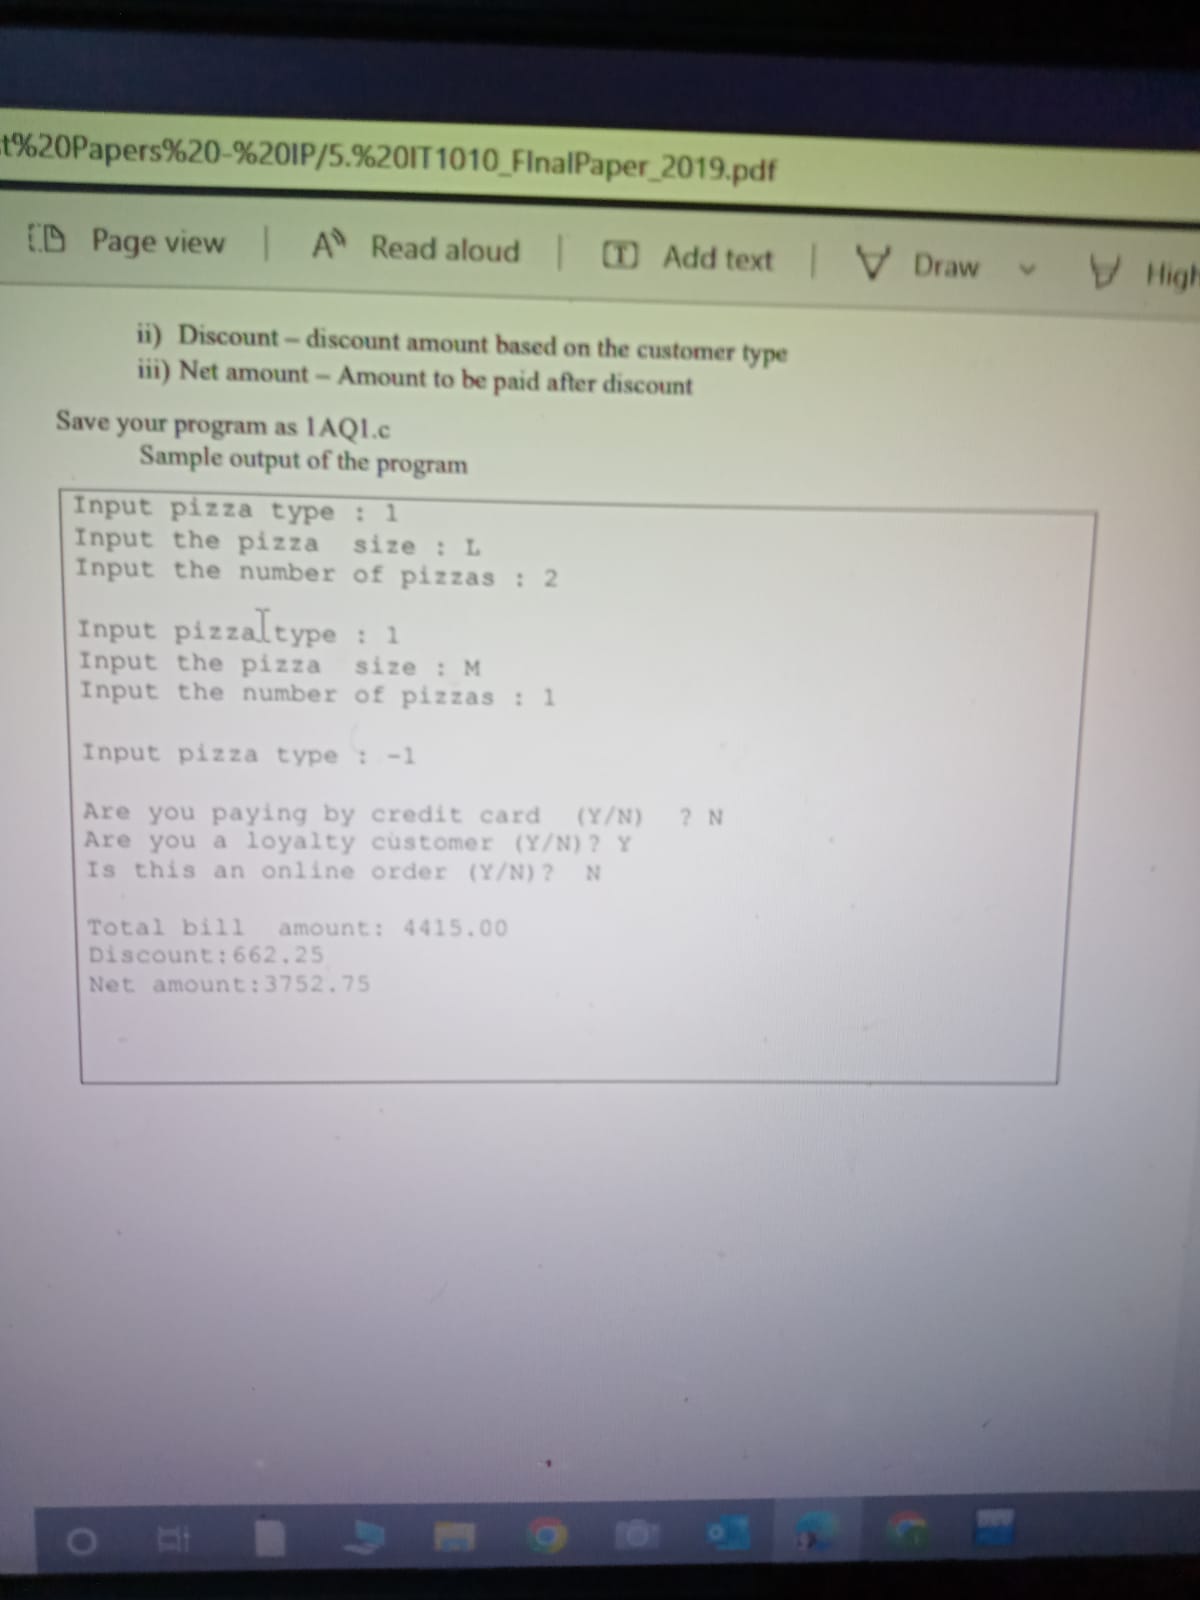 t%20Papers%20-%20IP/5.%20IT1010_FInalPaper_2019.pdf
Page view | A Read aloud | T Add text | Draw High
ii) Discount – discount amount based on the customer type
iii) Net amount – Amount to be paid after discount
Save your program as 1AQ1.c
Sample output of the program
Input pizza type : 1
Input the pizza size : L
Input the number of pizzas : 2
Input pizza type : 1
Input the pizza size : M
Input the number of pizzas : 1
Input pizza type : -1
Are you paying by credit card (Y/N) ? N
Are you a loyalty customer (Y/N)? Y
Is this an online order (Y/N)? N
Total bill amount: 4415.00
Discount:662.25
Net amount:3752.75